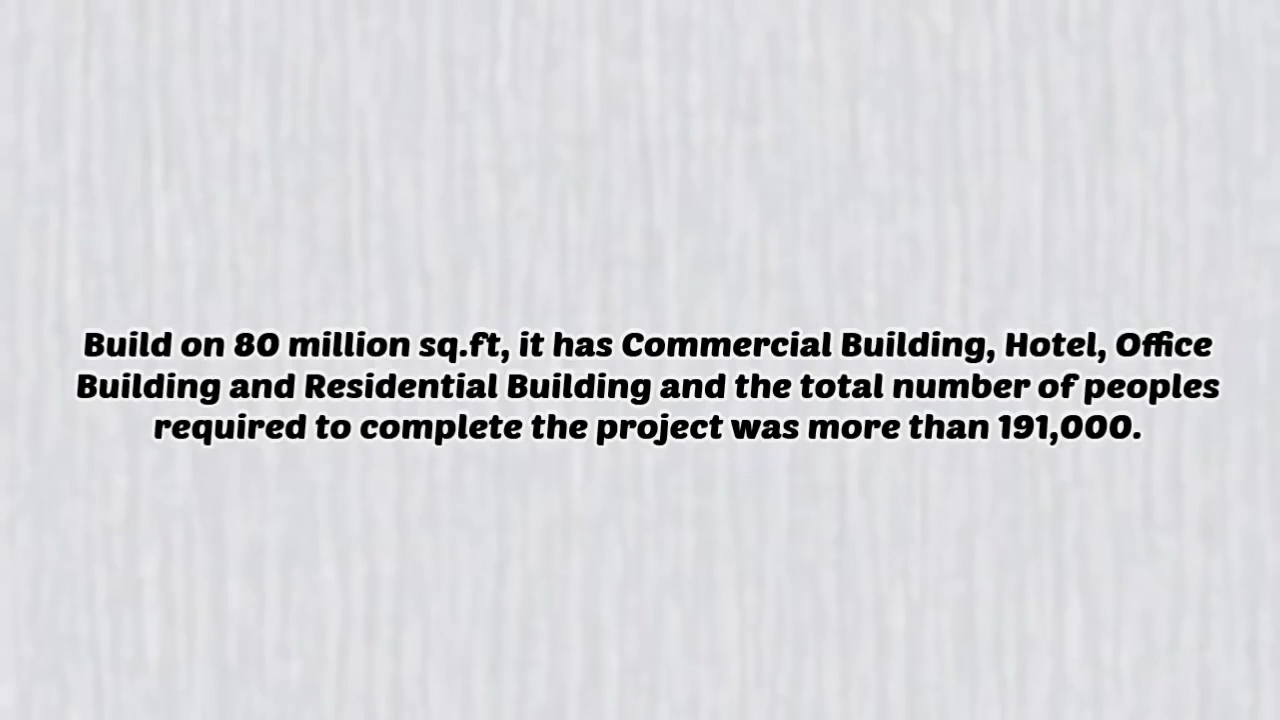 Build on 80 million sq.ft, it has Commercial Building, Hotel, Office
Building and Residential Building and the total number of peoples
required to complete the project was more than 191,000.